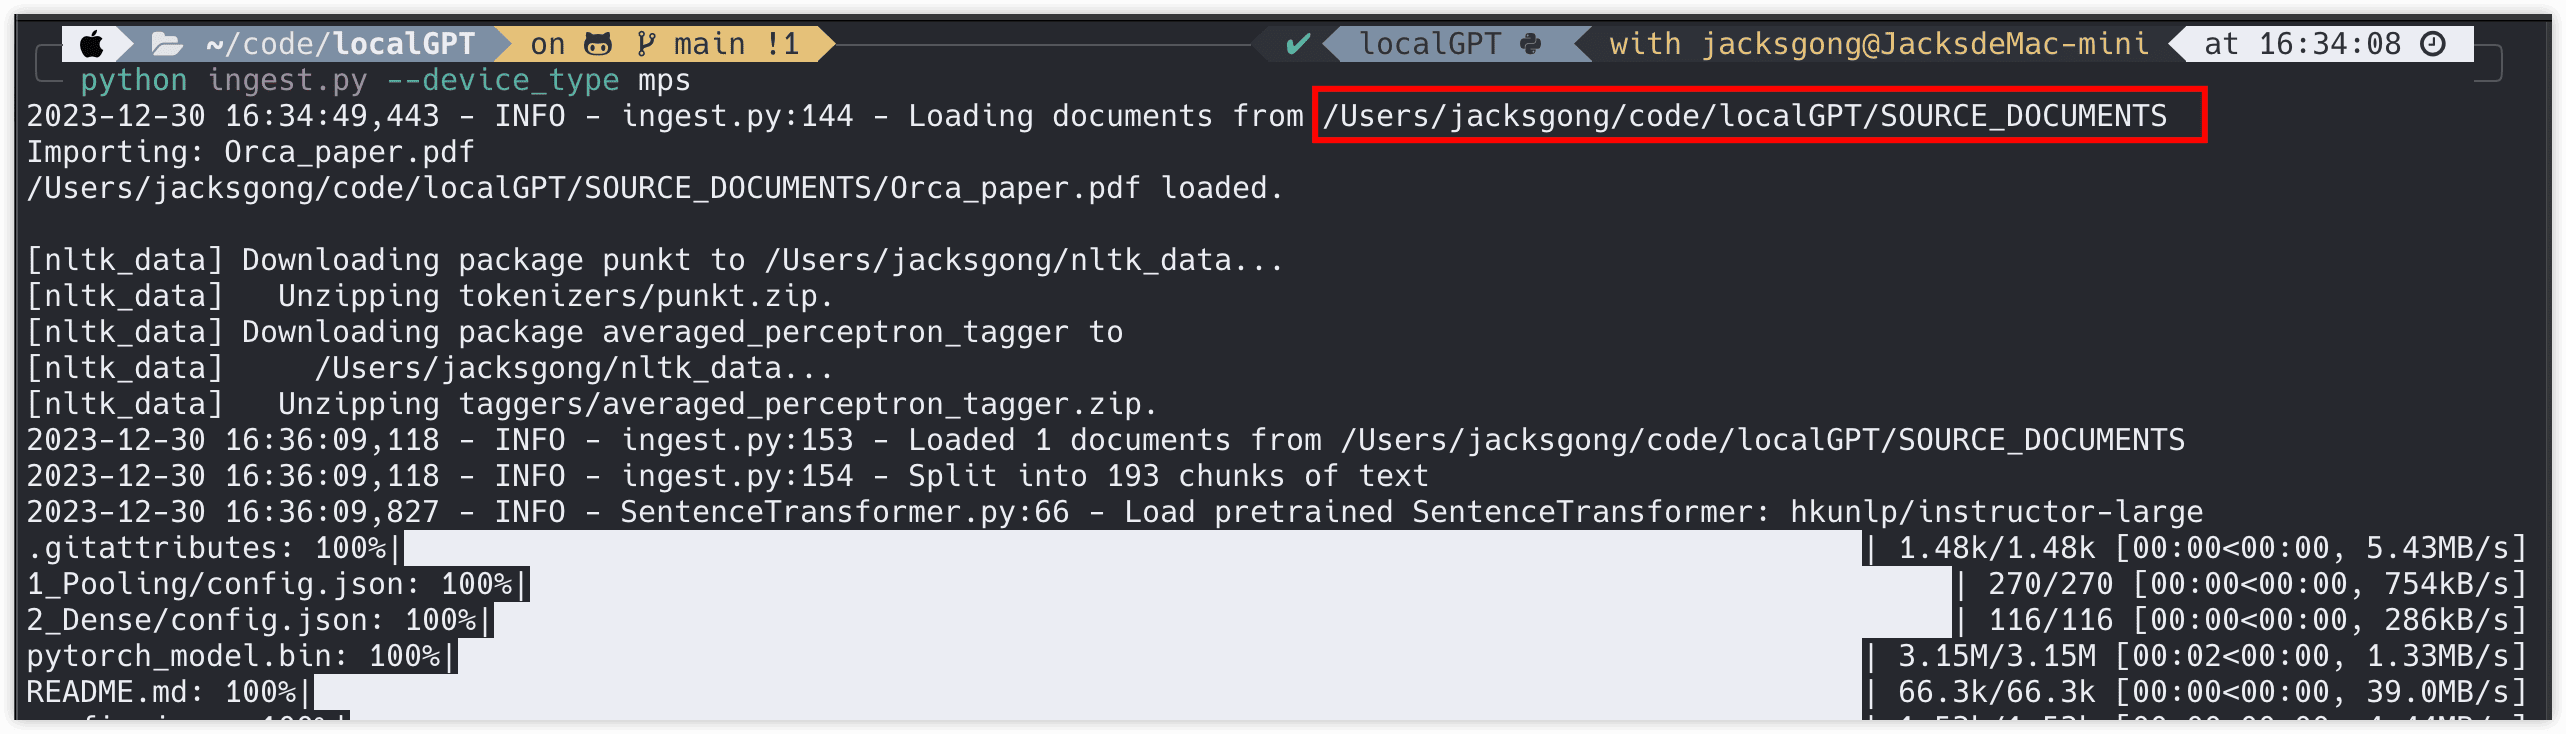 ~/code/localGPT on main !1 ✔ localGPT with jacksgong@JacksdeMac-mini at 16:34:08
python ingest.py --device_type mps
2023-12-30 16:34:49,443 - INFO - ingest.py:144 - Loading documents from /Users/jacksgong/code/localGPT/SOURCE_DOCUMENTS
Importing: Orca_paper.pdf
/Users/jacksgong/code/localGPT/SOURCE_DOCUMENTS/Orca_paper.pdf loaded.
[nltk_data] Downloading package punkt to /Users/jacksgong/nltk_data...
[nltk_data]   Unzipping tokenizers/punkt.zip.
[nltk_data] Downloading package averaged_perceptron_tagger to
[nltk_data]     /Users/jacksgong/nltk_data...
[nltk_data]   Unzipping taggers/averaged_perceptron_tagger.zip.
2023-12-30 16:36:09,118 - INFO - ingest.py:153 - Loaded 1 documents from /Users/jacksgong/code/localGPT/SOURCE_DOCUMENTS
2023-12-30 16:36:09,118 - INFO - ingest.py:154 - Split into 193 chunks of text
2023-12-30 16:36:09,827 - INFO - SentenceTransformer.py:66 - Load pretrained SentenceTransformer: hkunlp/instructor-large
.gitattributes: 100%| | 1.48k/1.48k [00:00<00:00, 5.43MB/s]
1_Pooling/config.json: 100%| | 270/270 [00:00<00:00, 754kB/s]
2_Dense/config.json: 100%| | 116/116 [00:00<00:00, 286kB/s]
pytorch_model.bin: 100%| | 3.15M/3.15M [00:02<00:00, 1.33MB/s]
README.md: 100%| | 66.3k/66.3k [00:00<00:00, 39.0MB/s]